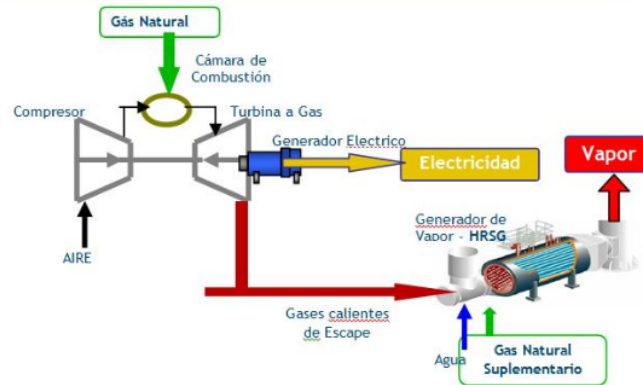 Gás Natural
Cámara de
Combustión
Compresor
Turbina a Gas
Generador Electrico
Electricidad
Vapor
AIRE
Generador de
Vapor - HRSG
Gases calientes
de Escape
Agua
Gas Natural
Suplementario